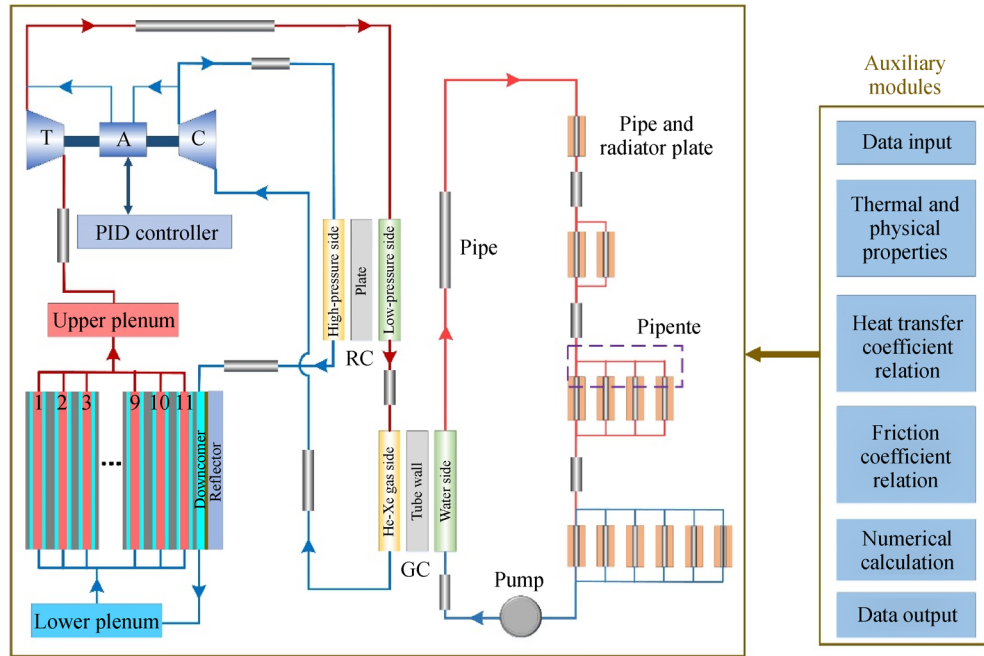 T
A
C
PID controller
Upper plenum
1
2
3
9
10
11
Downcomer
Reflector
Lower plenum
High-pressure side
Plate
Low-pressure side
RC
He-Xe gas side
Tube wall
Water side
GC
Pipe
Pump
Pipe and
radiator plate
Pipente
Auxiliary
modules
Data input
Thermal and
physical
properties
Heat transfer
coefficient
relation
Friction
coefficient
relation
Numerical
calculation
Data output